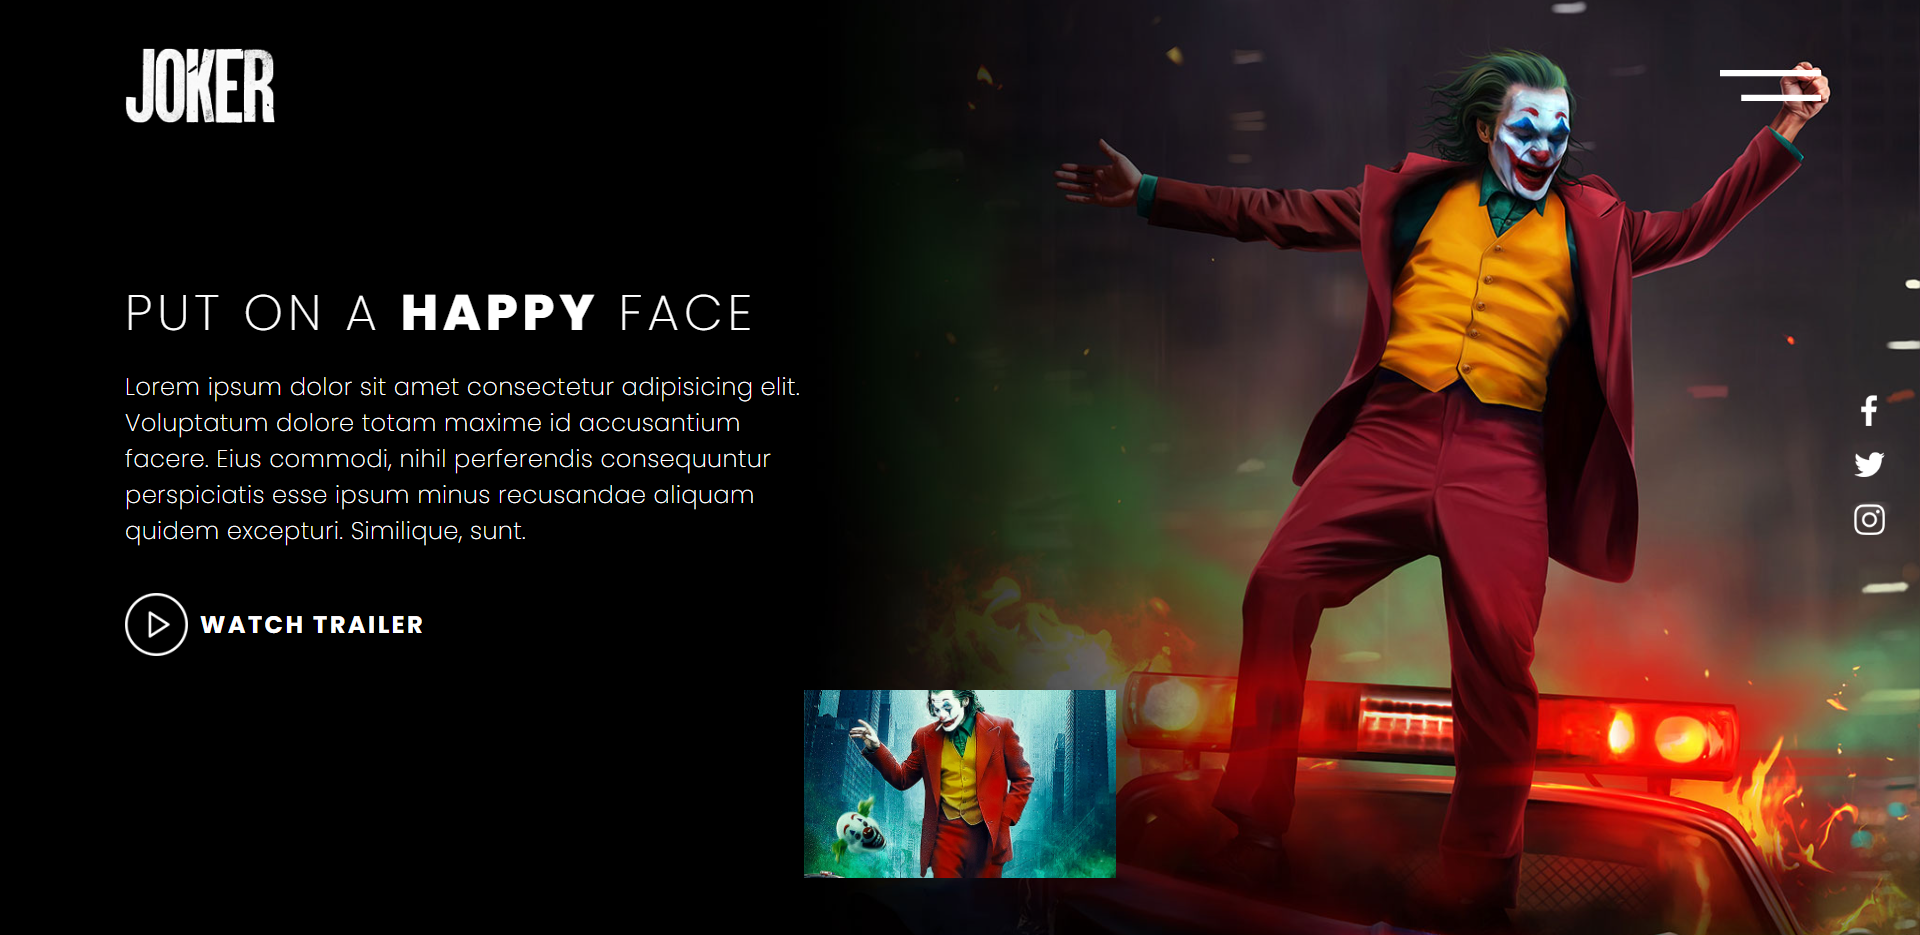 JOKER
PUT ON A HAPPY FACE
Lorem ipsum dolor sit amet consectetur adipisicing elit.
Voluptatum dolore totam maxime id accusantium
facere. Eius commodi, nihil perferendis consequuntur
perspiciatis esse ipsum minus recusandae aliquam
quidem excepturi. Similique, sunt.
WATCH TRAILER